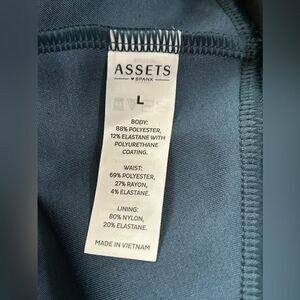 ASSETS
♥ SPANX
L
BODY:
88% POLYESTER,
12% ELASTANE WITH
POLYURETHANE
COATING.
WAIST:
69% POLYESTER,
27% RAYON,
4% ELASTANE.
LINING:
80% NYLON,
20% ELASTANE.
MADE IN VIETNAM